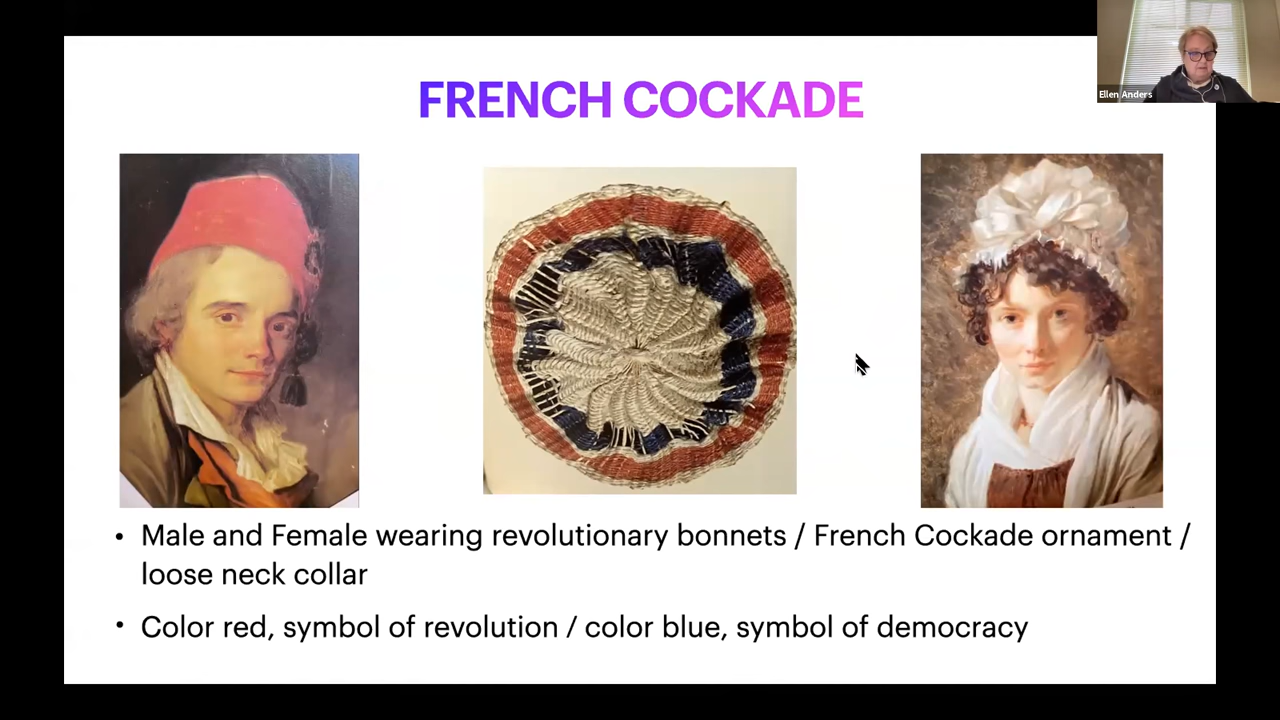 Ellen Anders
FRENCH COCKADE
• Male and Female wearing revolutionary bonnets / French Cockade ornament /
loose neck collar
• Color red, symbol of revolution / color blue, symbol of democracy